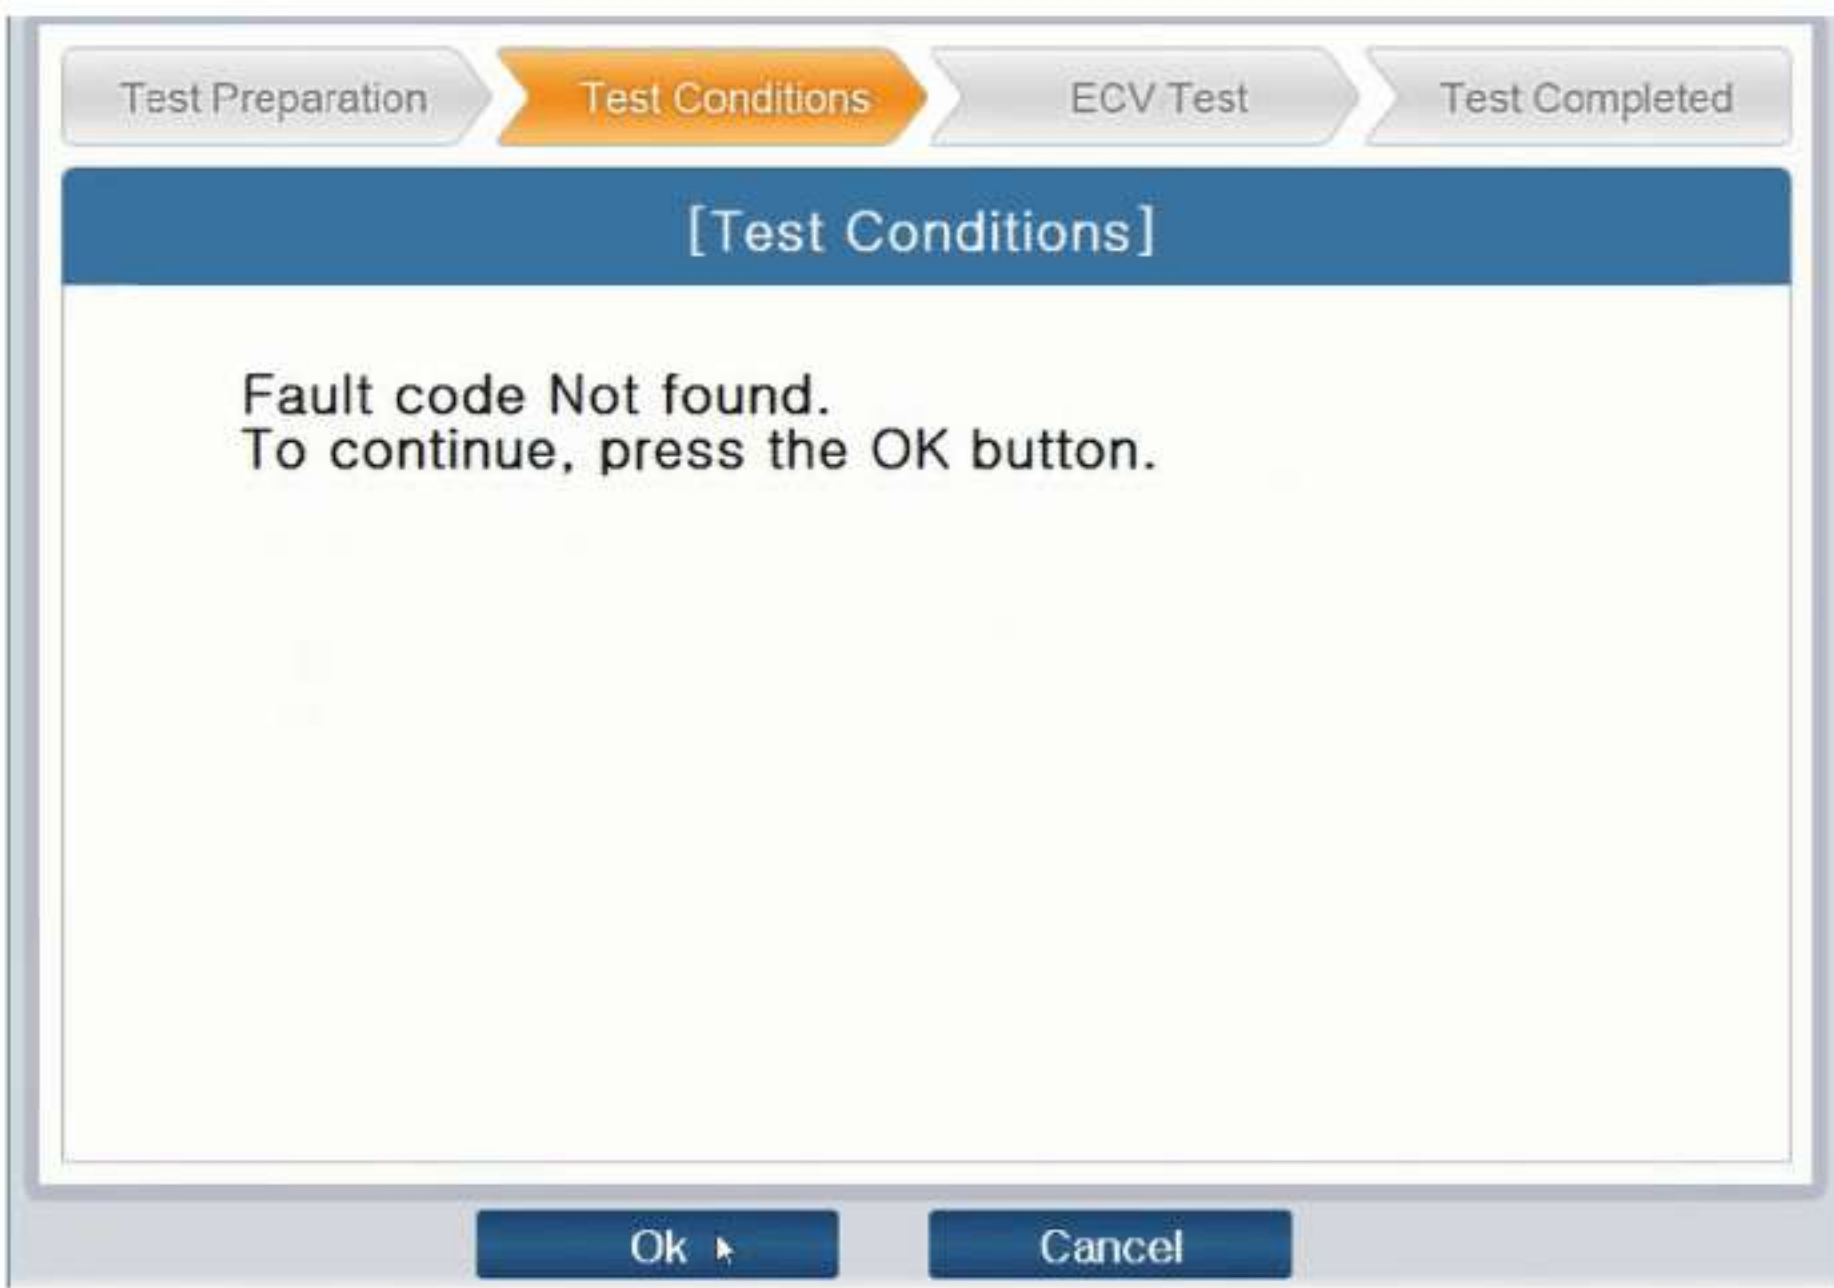 Test Preparation
Test Conditions
ECV Test
Test Completed
[Test Conditions]
Fault code Not found.
To continue, press the OK button.
Ok
Cancel